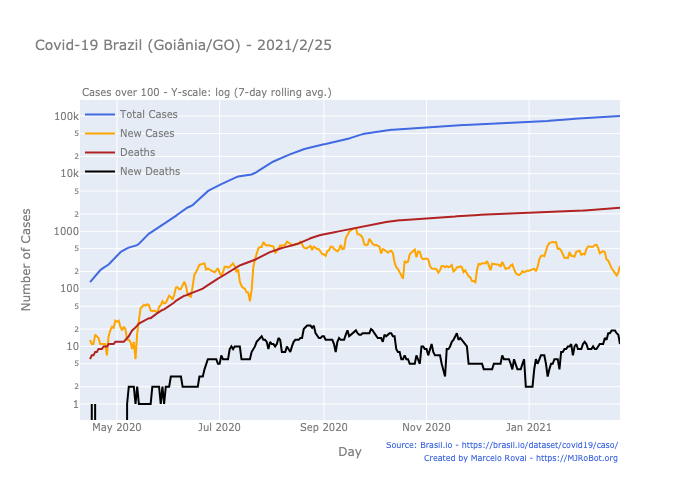 Covid-19 Brazil (Goiânia/GO) - 2021/2/25
Cases over 100 - Y-scale: log (7-day rolling avg.)
Total Cases
New Cases
Deaths
New Deaths
100k
5
2
10k
5
2
1000
5
2
100
5
2
10
5
2
1
Number of Cases
May 2020
Jul 2020
Sep 2020
Nov 2020
Jan 2021
Day
Source: Brasil.io - https://brasil.io/dataset/covid19/caso/
Created by Marcelo Rovai - https://MJRoBot.org